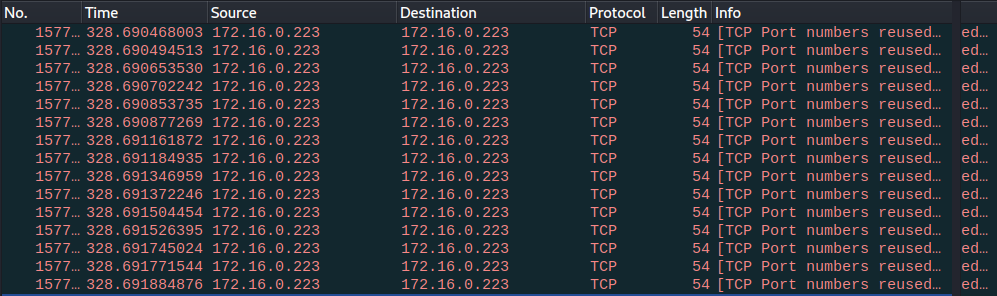 No. Time Source Destination Protocol Length Info
1577… 328.690468003 172.16.0.223 172.16.0.223 TCP 54 [TCP Port numbers reused… ed…
1577… 328.690494513 172.16.0.223 172.16.0.223 TCP 54 [TCP Port numbers reused… ed…
1577… 328.690653530 172.16.0.223 172.16.0.223 TCP 54 [TCP Port numbers reused… ed…
1577… 328.690702242 172.16.0.223 172.16.0.223 TCP 54 [TCP Port numbers reused… ed…
1577… 328.690853735 172.16.0.223 172.16.0.223 TCP 54 [TCP Port numbers reused… ed…
1577… 328.690877269 172.16.0.223 172.16.0.223 TCP 54 [TCP Port numbers reused… ed…
1577… 328.691161872 172.16.0.223 172.16.0.223 TCP 54 [TCP Port numbers reused… ed…
1577… 328.691184935 172.16.0.223 172.16.0.223 TCP 54 [TCP Port numbers reused… ed…
1577… 328.691346959 172.16.0.223 172.16.0.223 TCP 54 [TCP Port numbers reused… ed…
1577… 328.691372246 172.16.0.223 172.16.0.223 TCP 54 [TCP Port numbers reused… ed…
1577… 328.691504454 172.16.0.223 172.16.0.223 TCP 54 [TCP Port numbers reused… ed…
1577… 328.691526395 172.16.0.223 172.16.0.223 TCP 54 [TCP Port numbers reused… ed…
1577… 328.691745024 172.16.0.223 172.16.0.223 TCP 54 [TCP Port numbers reused… ed…
1577… 328.691771544 172.16.0.223 172.16.0.223 TCP 54 [TCP Port numbers reused… ed…
1577… 328.691884876 172.16.0.223 172.16.0.223 TCP 54 [TCP Port numbers reused… ed…